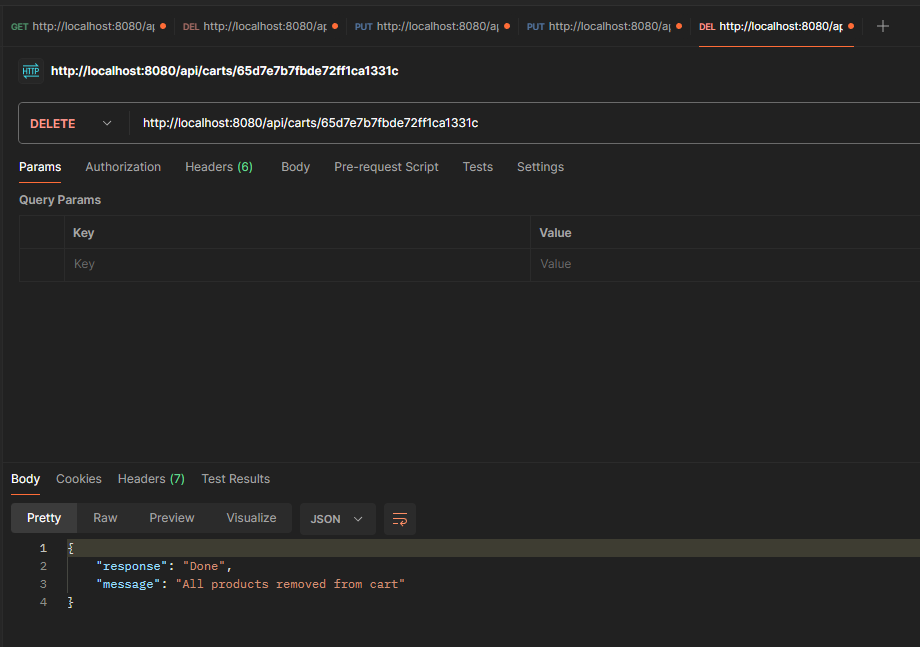 GET http://localhost:8080/ap DEL http://localhost:8080/ap PUT http://localhost:8080/ap PUT http://localhost:8080/ap DEL http://localhost:8080/ap +
HTTP http://localhost:8080/api/carts/65d7e7b7fbde72ff1ca1331c
DELETE http://localhost:8080/api/carts/65d7e7b7fbde72ff1ca1331c
Params Authorization Headers (6) Body Pre-request Script Tests Settings
Query Params
Key Value
Key Value
Body Cookies Headers (7) Test Results
Pretty Raw Preview Visualize JSON
1 {
2 "response": "Done",
3 "message": "All products removed from cart"
4 }